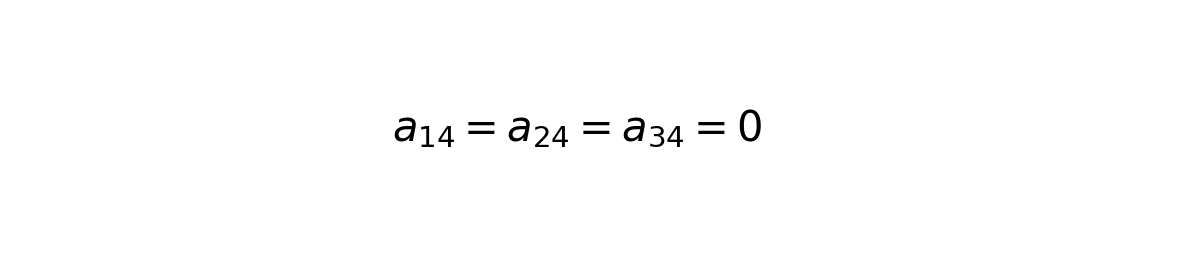 a₁₄ = a₂₄ = a₃₄ = 0